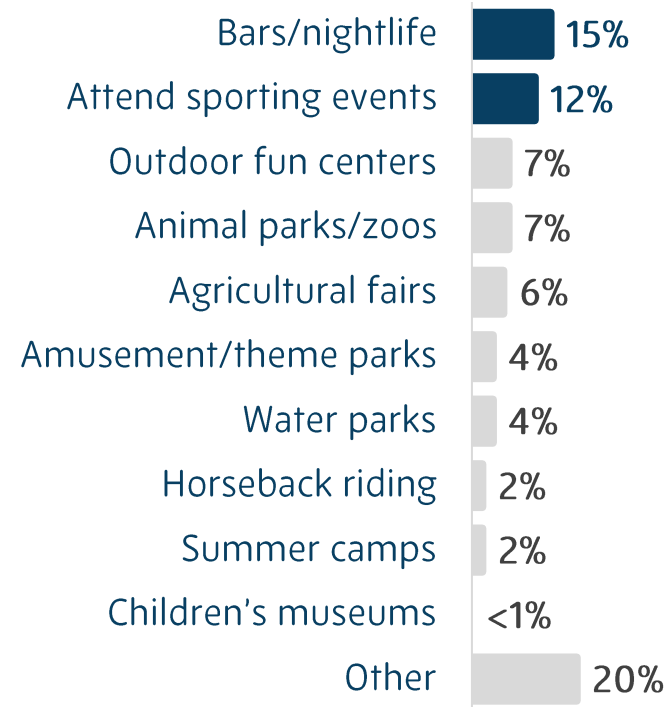 Bars/nightlife 15%
Attend sporting events 12%
Outdoor fun centers 7%
Animal parks/zoos 7%
Agricultural fairs 6%
Amusement/theme parks 4%
Water parks 4%
Horseback riding 2%
Summer camps 2%
Children’s museums <1%
Other 20%